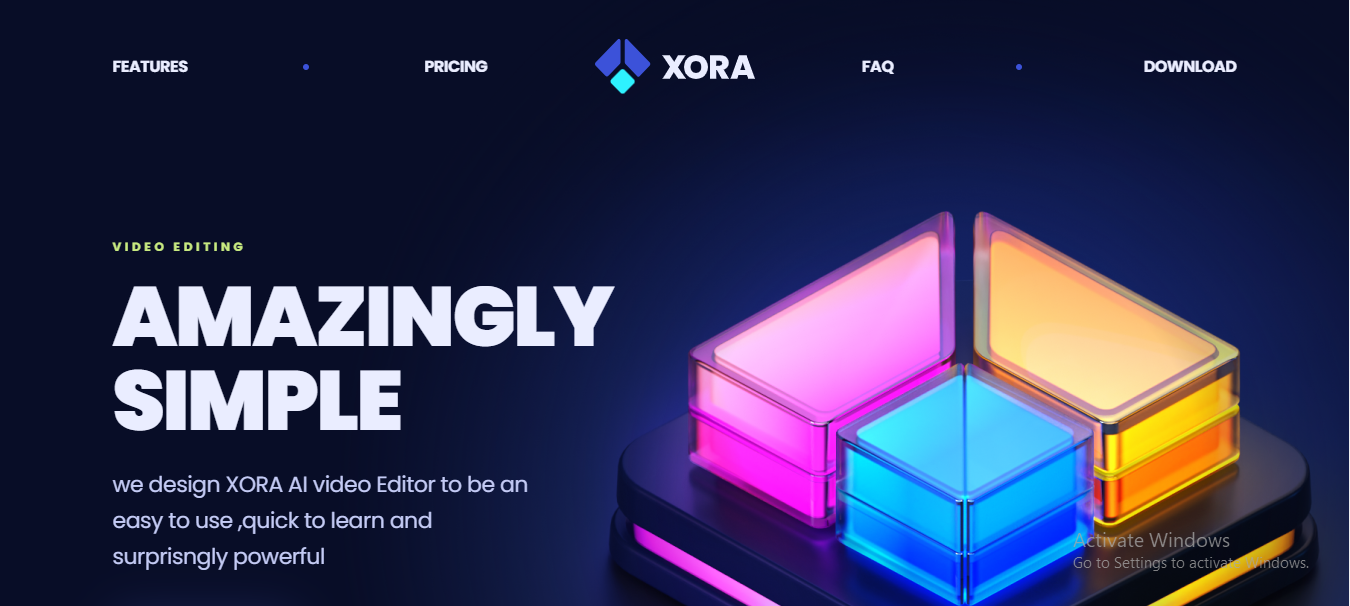 FEATURES PRICING XORA FAQ DOWNLOAD
VIDEO EDITING
AMAZINGLY
SIMPLE
we design XORA AI video Editor to be an
easy to use ,quick to learn and
surprisngly powerful
Activate Windows
Go to Settings to activate Windows.